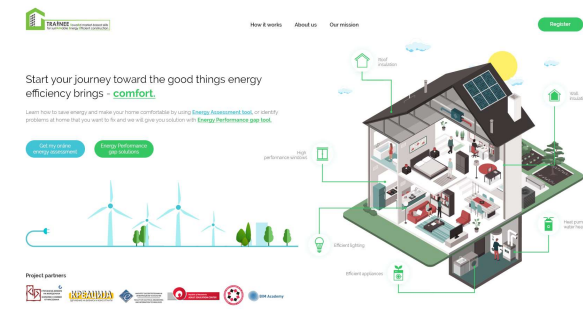 TRAINEE
How it works
About us
Our mission
Register
Start your journey toward the good things energy
efficiency brings - comfort.
Learn how to save energy and make your home comfortable by using Energy Assessment tool, or identify
problems at home that you want to fix and we will give you solution with Energy Performance gap tool.
Get my online
energy assessment
Energy Performance
gap solutions
Roof
insulation
Wall
High
performance windows
Efficient lighting
Efficient appliances
Project partners
КРЕАЦИЈА
EDM Academy